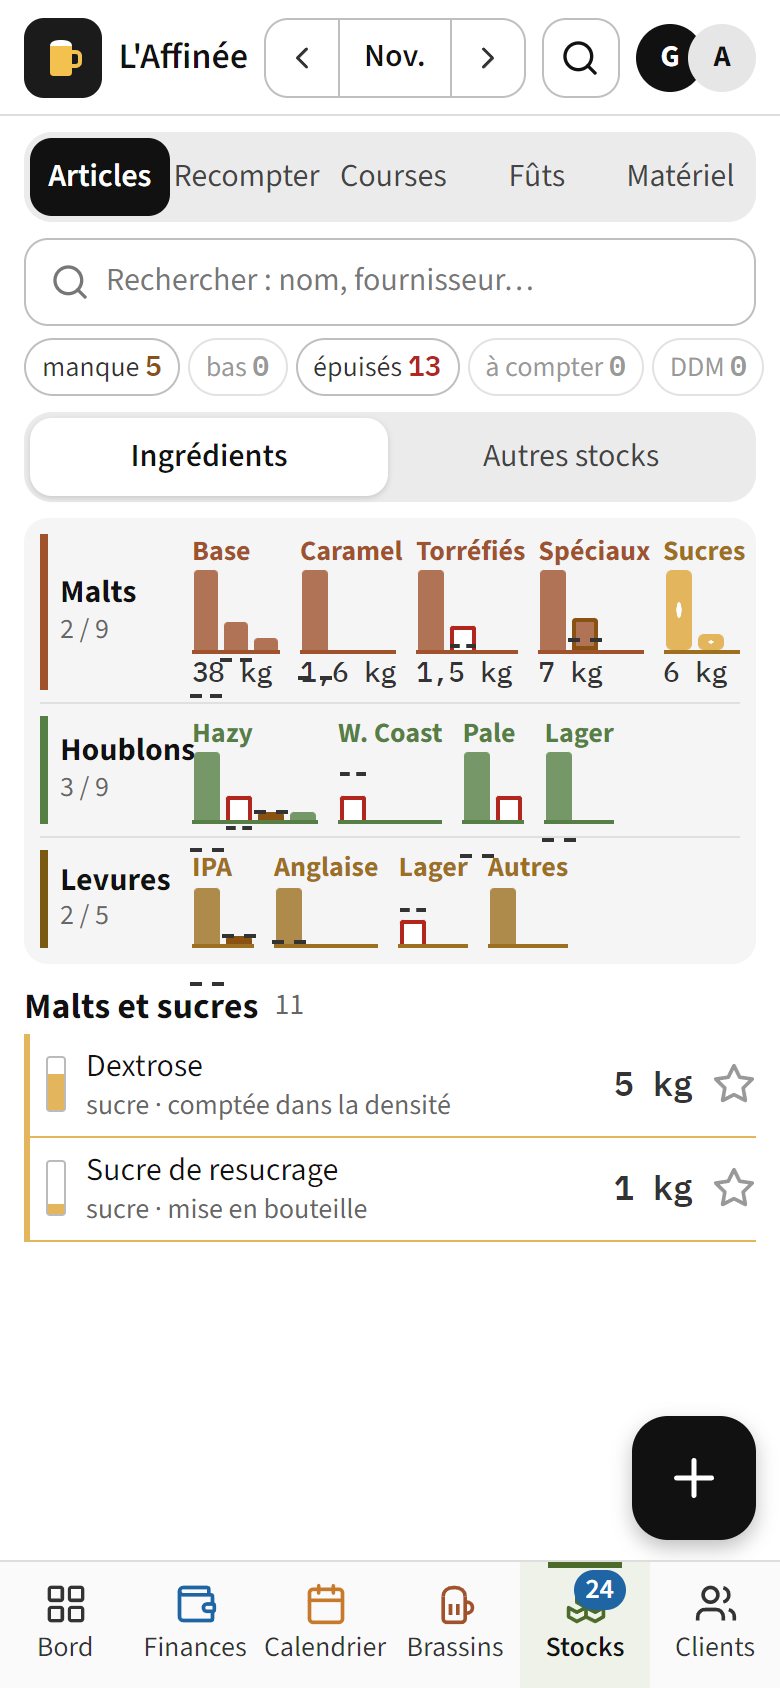 L'Affinée
Nov.
G
A
Articles
Recompter
Courses
Fûts
Matériel
Rechercher : nom, fournisseur…
manque 5
bas 0
épuisés 13
à compter 0
DDM 0
Ingrédients
Autres stocks
Malts
2 / 9
Base
Caramel
Torréfiés
Spéciaux
Sucres
38 kg
1,6 kg
1,5 kg
7 kg
6 kg
Houblons
3 / 9
Hazy
W. Coast
Pale
Lager
Levures
2 / 5
IPA
Anglaise
Lager
Autres
Malts et sucres 11
Dextrose
sucre · comptée dans la densité
5 kg
Sucre de resucrage
sucre · mise en bouteille
1 kg
24
Bord
Finances
Calendrier
Brassins
Stocks
Clients